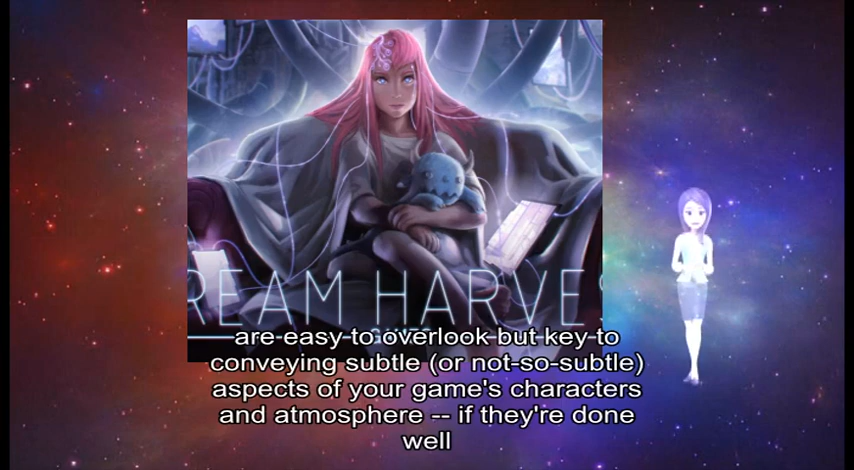 REAM HARVES
GAMES
are easy to overlook but key to
conveying subtle (or not-so-subtle)
aspects of your game's characters
and atmosphere -- if they're done
well